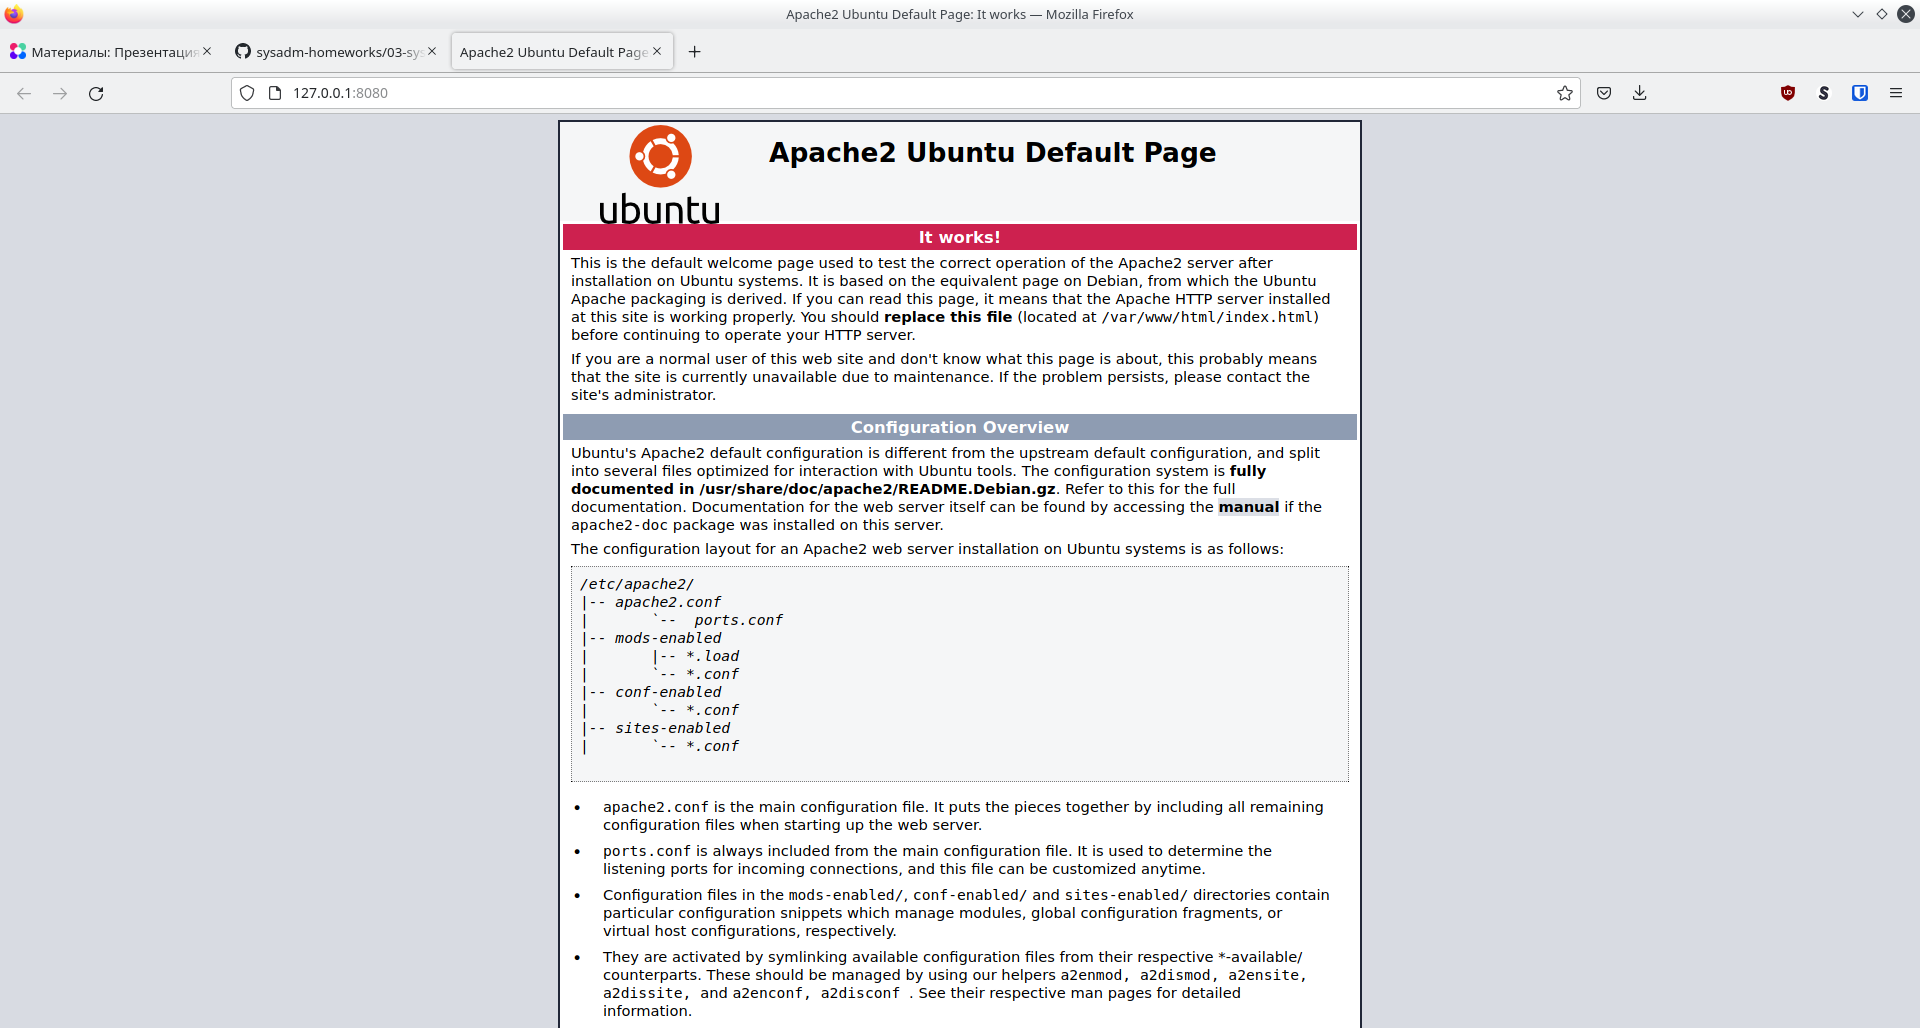 Apache2 Ubuntu Default Page: It works — Mozilla Firefox
Материалы: Презентация
sysadm-homeworks/03-sys
Apache2 Ubuntu Default Page
127.0.0.1:8080
ubuntu
Apache2 Ubuntu Default Page
It works!
This is the default welcome page used to test the correct operation of the Apache2 server after
installation on Ubuntu systems. It is based on the equivalent page on Debian, from which the Ubuntu
Apache packaging is derived. If you can read this page, it means that the Apache HTTP server installed
at this site is working properly. You should replace this file (located at /var/www/html/index.html)
before continuing to operate your HTTP server.
If you are a normal user of this web site and don't know what this page is about, this probably means
that the site is currently unavailable due to maintenance. If the problem persists, please contact the
site's administrator.
Configuration Overview
Ubuntu's Apache2 default configuration is different from the upstream default configuration, and split
into several files optimized for interaction with Ubuntu tools. The configuration system is fully
documented in /usr/share/doc/apache2/README.Debian.gz. Refer to this for the full
documentation. Documentation for the web server itself can be found by accessing the manual if the
apache2-doc package was installed on this server.
The configuration layout for an Apache2 web server installation on Ubuntu systems is as follows:
/etc/apache2/
|-- apache2.conf
|       `--  ports.conf
|-- mods-enabled
|       |-- *.load
|       `-- *.conf
|-- conf-enabled
|       `-- *.conf
|-- sites-enabled
|       `-- *.conf
• apache2.conf is the main configuration file. It puts the pieces together by including all remaining
configuration files when starting up the web server.
• ports.conf is always included from the main configuration file. It is used to determine the
listening ports for incoming connections, and this file can be customized anytime.
• Configuration files in the mods-enabled/, conf-enabled/ and sites-enabled/ directories contain
particular configuration snippets which manage modules, global configuration fragments, or
virtual host configurations, respectively.
• They are activated by symlinking available configuration files from their respective *-available/
counterparts. These should be managed by using our helpers a2enmod, a2dismod, a2ensite,
a2dissite, and a2enconf, a2disconf . See their respective man pages for detailed
information.